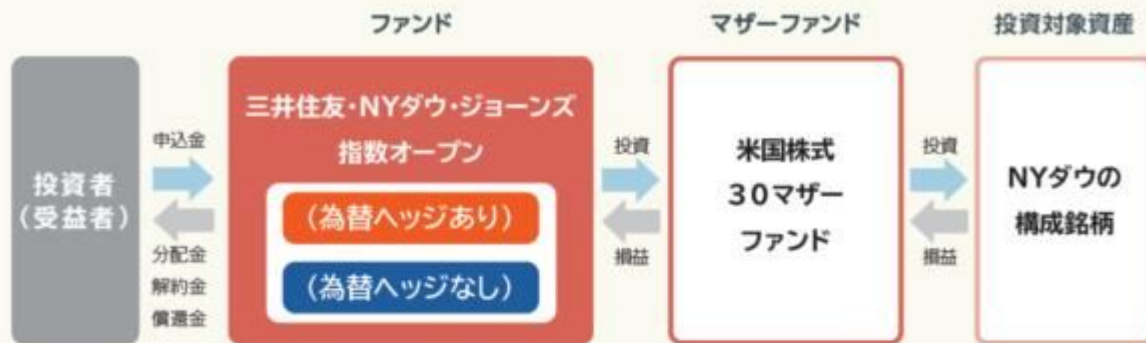 ファンド
マザーファンド
投資対象資産
投資者
(受益者)
申込金
分配金
解約金
償還金
三井住友・NYダウ・ジョーンズ
指数オープン
(為替ヘッジあり)
(為替ヘッジなし)
投資
損益
米国株式
30マザー
ファンド
投資
損益
NYダウの
構成銘柄